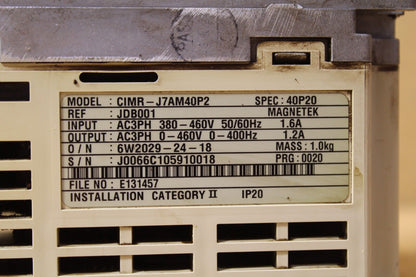 MODEL : CIMR-J7AM40P2 SPEC: 40P20
REF : JDB001 MAGNETEK
INPUT : AC3PH 380-460V 50/60Hz 1.6A
OUTPUT: AC3PH 0-460V 0-400Hz 1.2A
O/N : 6W2029-24-18 MASS: 1.0kg
S/N : J0066C105910018 PRG: 0020
FILE NO : E131457
INSTALLATION CATEGORY II IP20